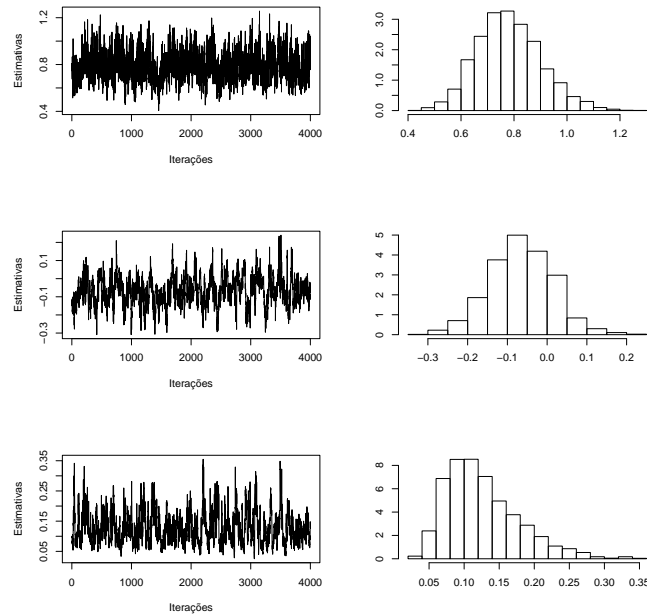 Estimativas
0.4 0.8 1.2
0 1000 2000 3000 4000
Iterações
0.0 1.0 2.0 3.0
0.4 0.6 0.8 1.0 1.2
Estimativas
−0.3 −0.1 0.1
0 1000 2000 3000 4000
Iterações
0 1 2 3 4 5
−0.3 −0.2 −0.1 0.0 0.1 0.2
Estimativas
0.05 0.15 0.25 0.35
0 1000 2000 3000 4000
Iterações
0 2 4 6 8
0.05 0.10 0.15 0.20 0.25 0.30 0.35